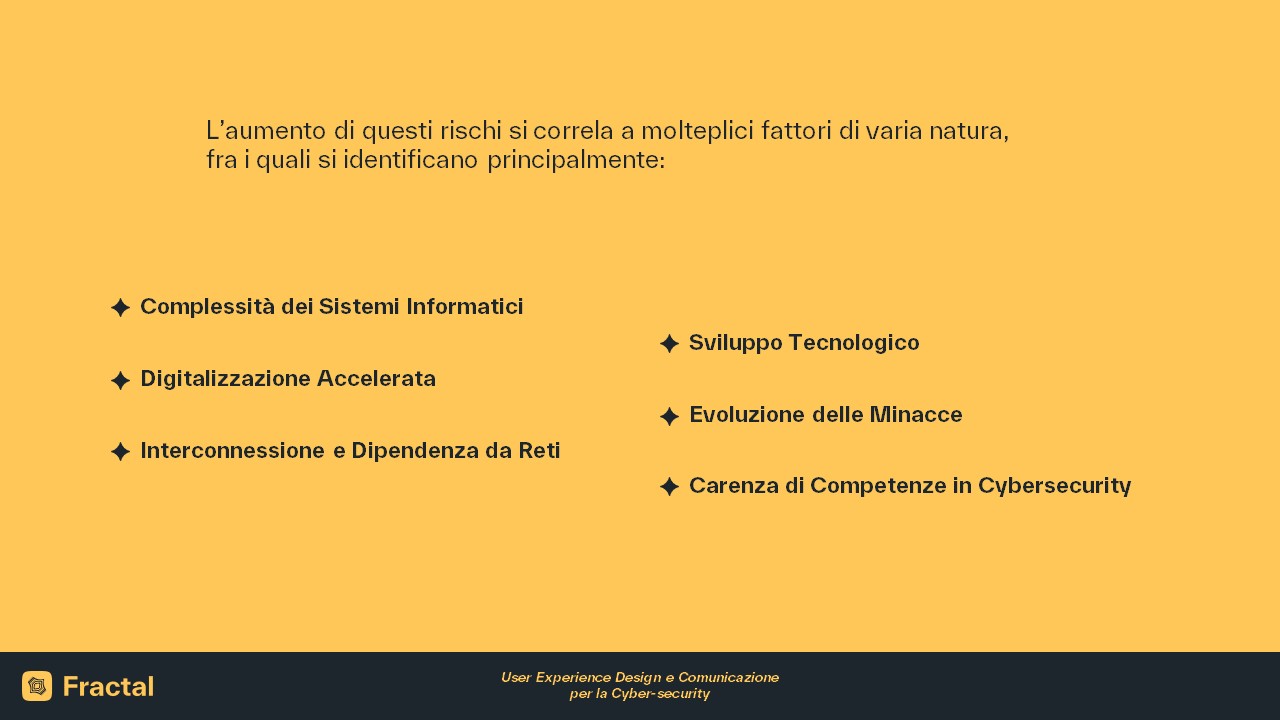 L’aumento di questi rischi si correla a molteplici fattori di varia natura,
fra i quali si identificano principalmente:
Complessità dei Sistemi Informatici
Digitalizzazione Accelerata
Interconnessione e Dipendenza da Reti
Sviluppo Tecnologico
Evoluzione delle Minacce
Carenza di Competenze in Cybersecurity
Fractal
User Experience Design e Comunicazione
per la Cyber-security